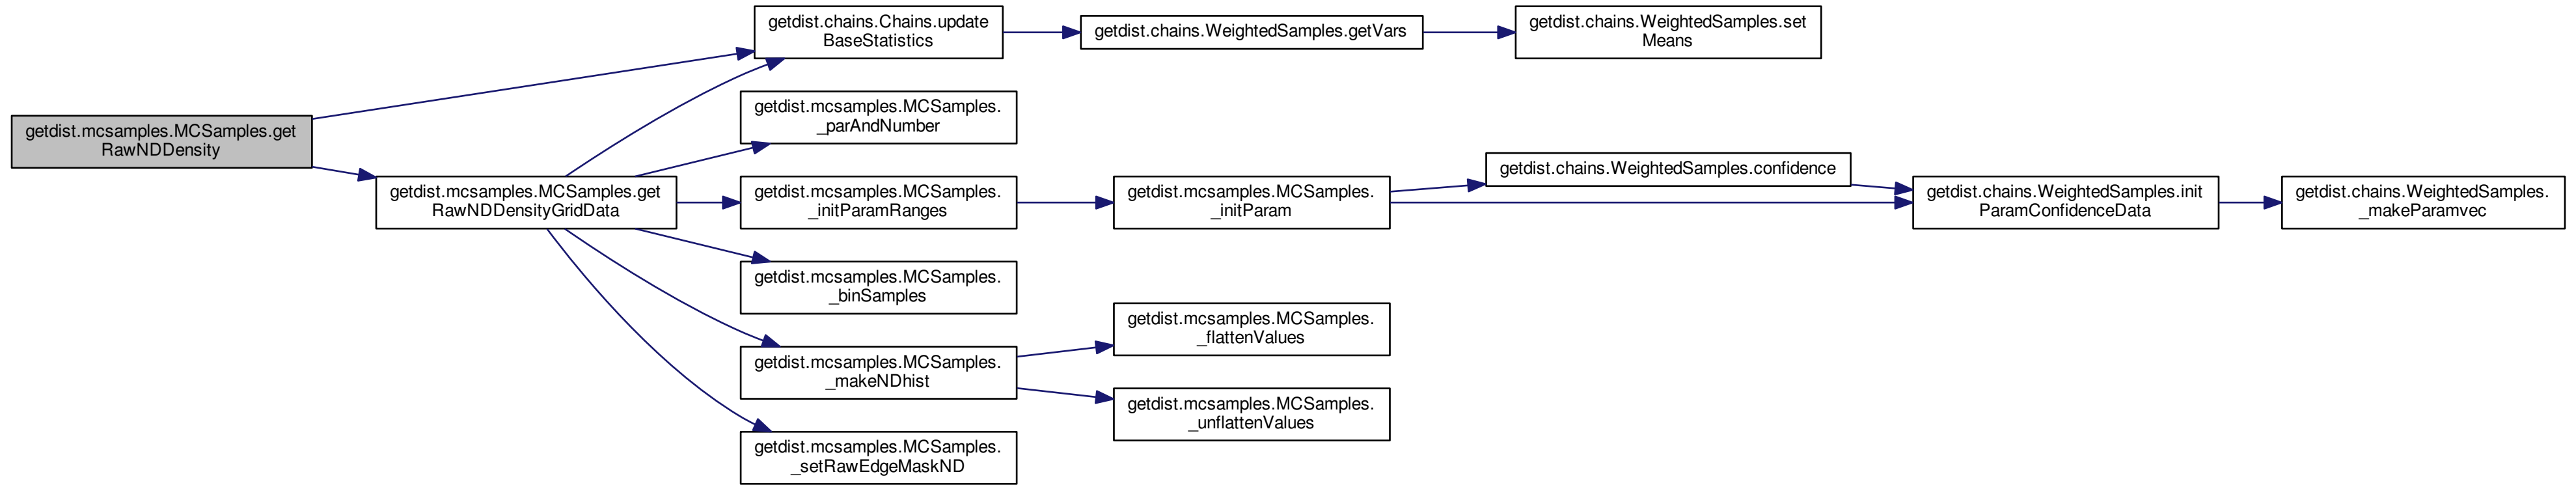 getdist.mcsamples.MCSamples.get
RawNDDensity
getdist.mcsamples.MCSamples.get
RawNDDensityGridData
getdist.chains.Chains.update
BaseStatistics
getdist.mcsamples.MCSamples.
_parAndNumber
getdist.mcsamples.MCSamples.
_initParamRanges
getdist.mcsamples.MCSamples.
_binSamples
getdist.mcsamples.MCSamples.
_makeNDhist
getdist.mcsamples.MCSamples.
_setRawEdgeMaskND
getdist.chains.WeightedSamples.getVars
getdist.mcsamples.MCSamples.
_initParam
getdist.mcsamples.MCSamples.
_flattenValues
getdist.mcsamples.MCSamples.
_unflattenValues
getdist.chains.WeightedSamples.set
Means
getdist.chains.WeightedSamples.confidence
getdist.chains.WeightedSamples.init
ParamConfidenceData
getdist.chains.WeightedSamples.
_makeParamvec